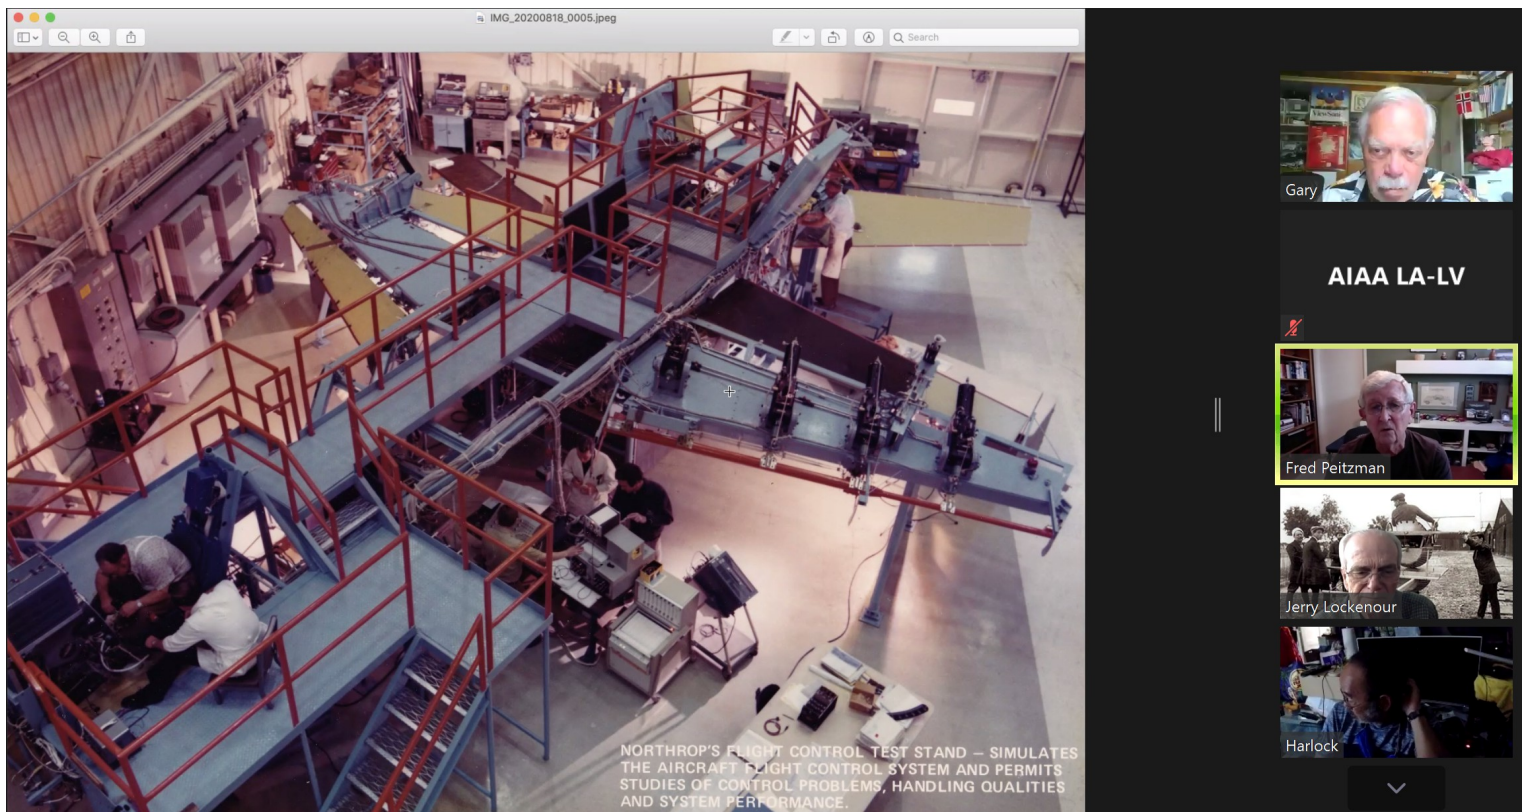 IMG_20200818_0005.jpeg
Search
Gary
AIAA LA-LV
Fred Peitzman
Jerry Lockenour
Harlock
NORTHROP'S FLIGHT CONTROL TEST STAND – SIMULATES
THE AIRCRAFT FLIGHT CONTROL SYSTEM AND PERMITS
STUDIES OF CONTROL PROBLEMS, HANDLING QUALITIES
AND SYSTEM PERFORMANCE.